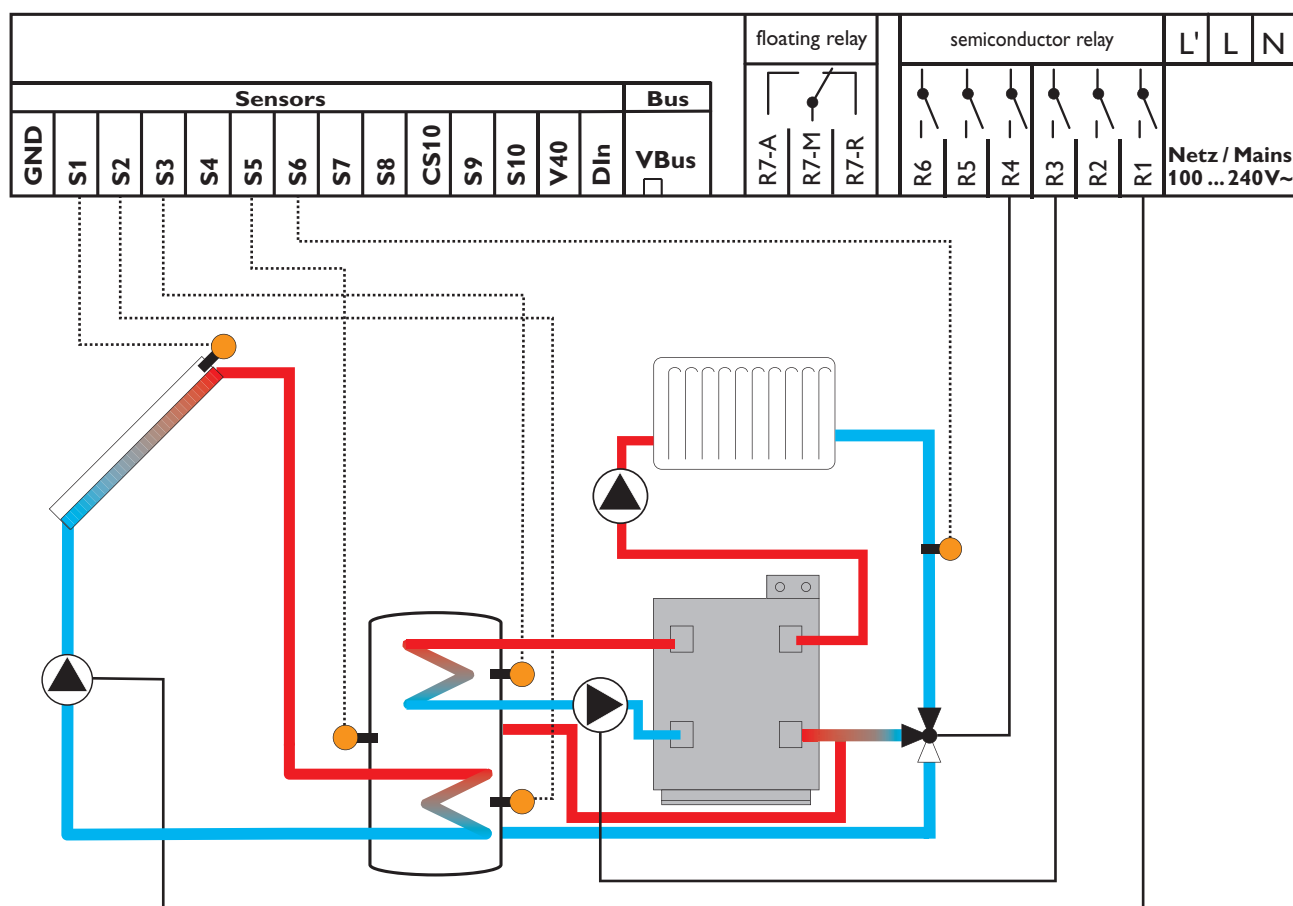 floating relay
semiconductor relay
L' L N
Sensors
Bus
GND
S1
S2
S3
S4
S5
S6
S7
S8
CS10
S9
S10
V40
DIn
VBus
R7-A
R7-M
R7-R
R6
R5
R4
R3
R2
R1
Netz / Mains
100 ... 240V~